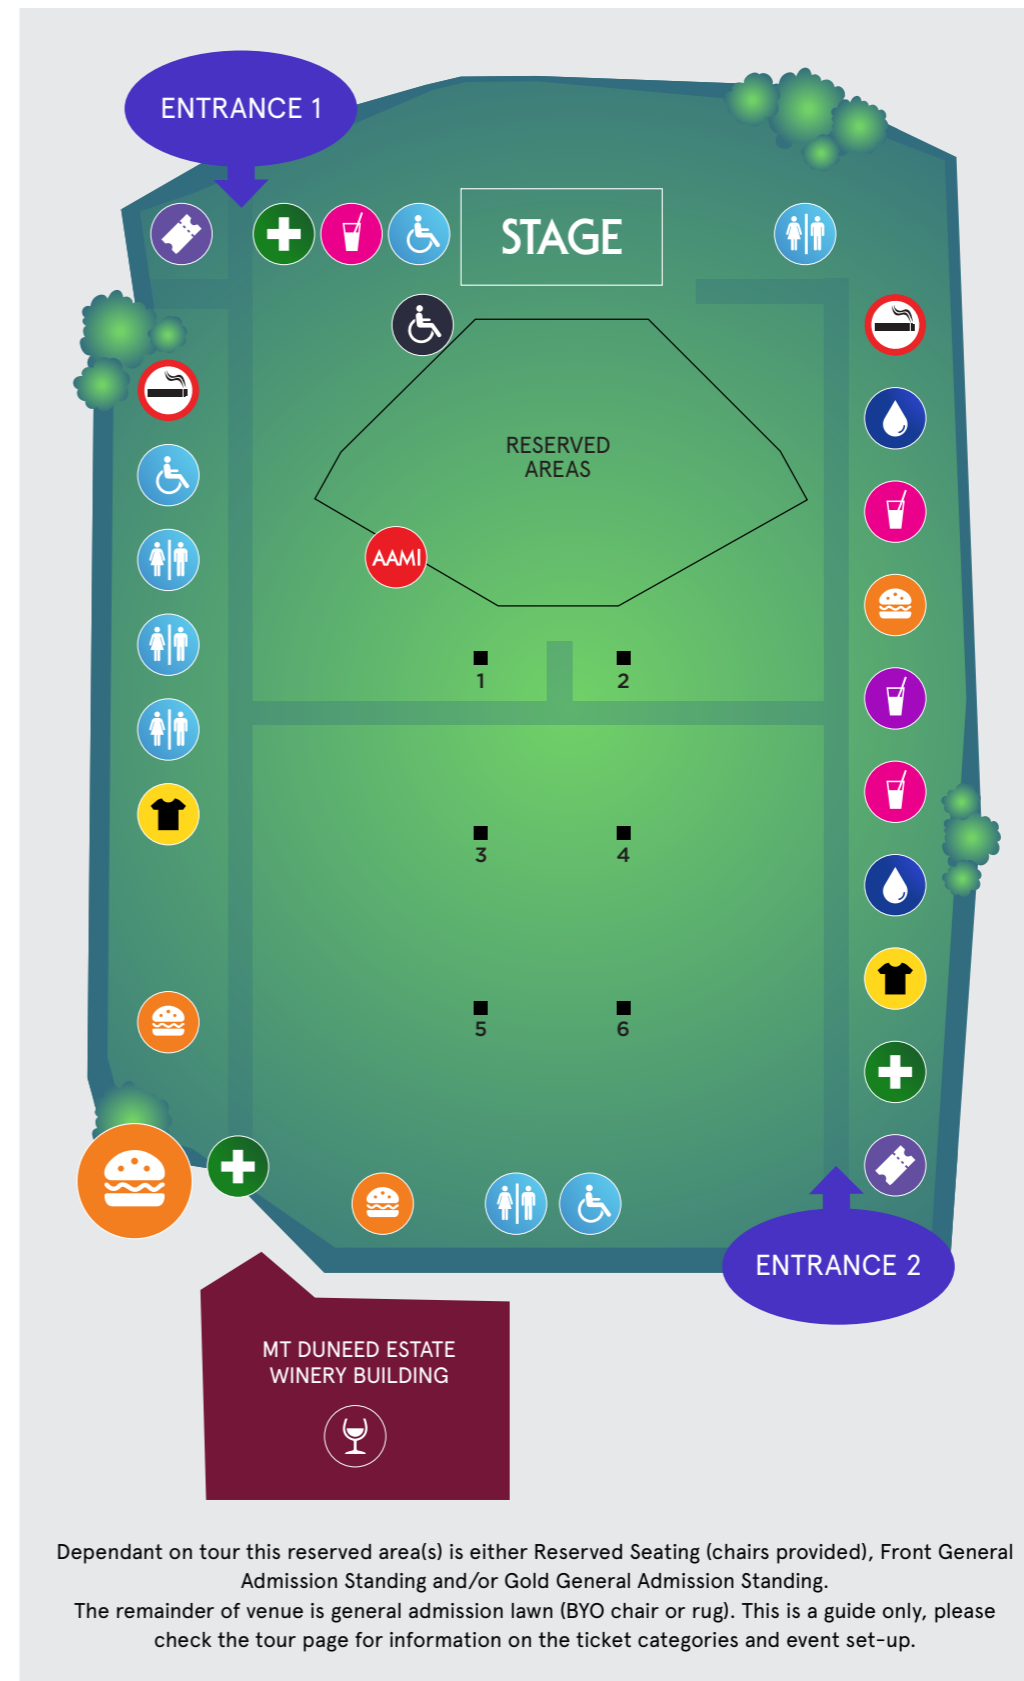 ENTRANCE 1
STAGE
RESERVED
AREAS
AAMI
1
2
3
4
5
6
ENTRANCE 2
MT DUNEED ESTATE
WINERY BUILDING
Dependant on tour this reserved area(s) is either Reserved Seating (chairs provided), Front General
Admission Standing and/or Gold General Admission Standing.
The remainder of venue is general admission lawn (BYO chair or rug). This is a guide only, please
check the tour page for information on the ticket categories and event set-up.